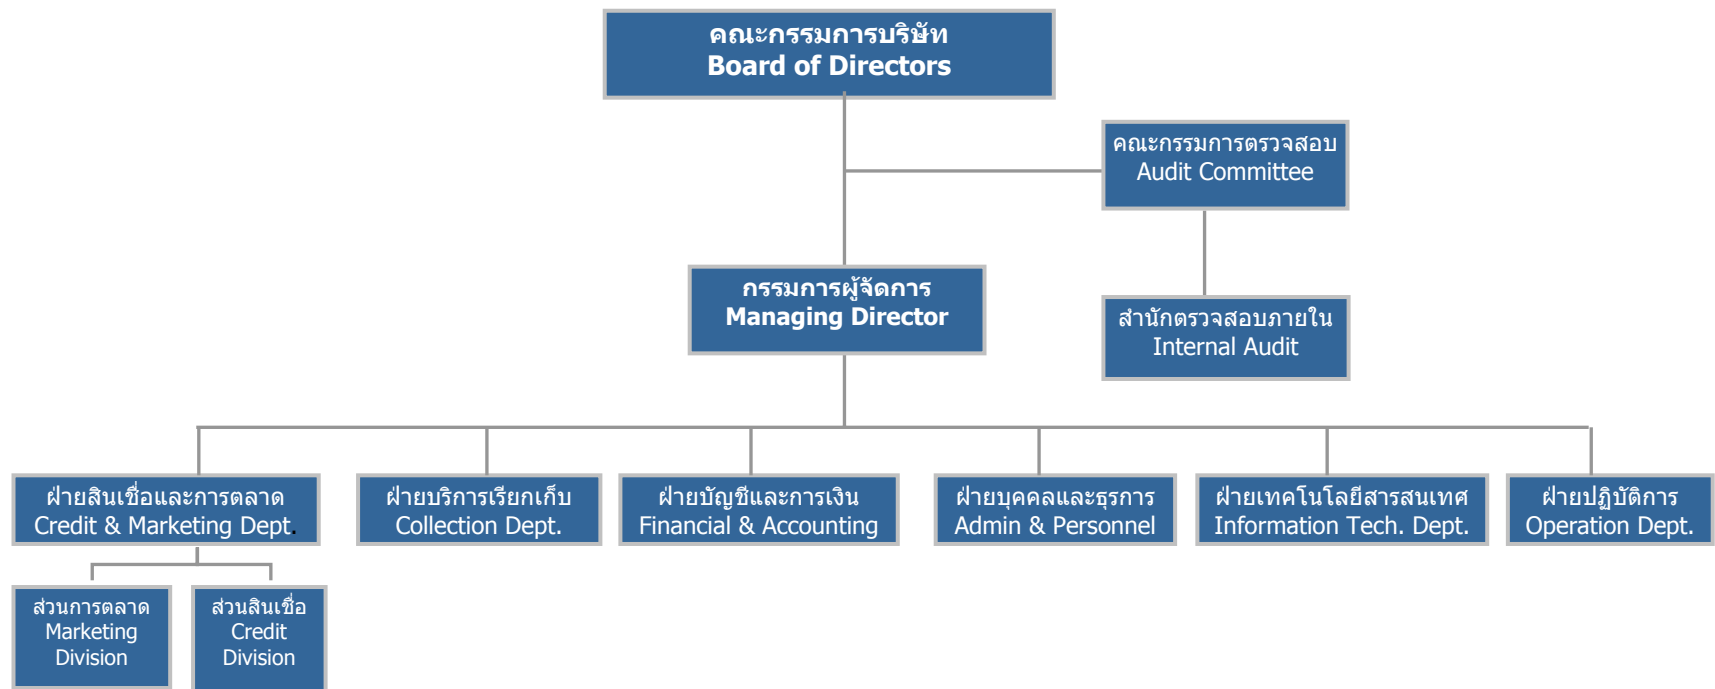 คณะกรรมการบริษัท
Board of Directors
คณะกรรมการตรวจสอบ
Audit Committee
กรรมการผู้จัดการ
Managing Director
สำนักตรวจสอบภายใน
Internal Audit
ฝ่ายสินเชื่อและการตลาด
Credit & Marketing Dept.
ฝ่ายบริการเรียกเก็บ
Collection Dept.
ฝ่ายบัญชีและการเงิน
Financial & Accounting
ฝ่ายบุคคลและธุรการ
Admin & Personnel
ฝ่ายเทคโนโลยีสารสนเทศ
Information Tech. Dept.
ฝ่ายปฏิบัติการ
Operation Dept.
ส่วนการตลาด
Marketing
Division
ส่วนสินเชื่อ
Credit
Division